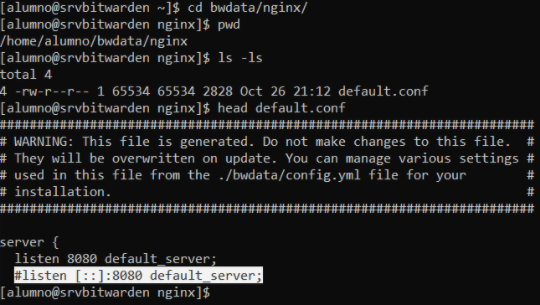 [alumno@srvbitwarden ~]$ cd bwdata/nginx/
[alumno@srvbitwarden nginx]$ pwd
/home/alumno/bwdata/nginx
[alumno@srvbitwarden nginx]$ ls -ls
total 4
4 -rw-r--r-- 1 65534 65534 2828 Oct 26 21:12 default.conf
[alumno@srvbitwarden nginx]$ head default.conf
#######################################################################
# WARNING: This file is generated. Do not make changes to this file.  #
# They will be overwritten on update. You can manage various settings #
# used in this file from the ./bwdata/config.yml file for your        #
# installation.                                                       #
#######################################################################
server {
  listen 8080 default_server;
  #listen [::]:8080 default_server;
[alumno@srvbitwarden nginx]$